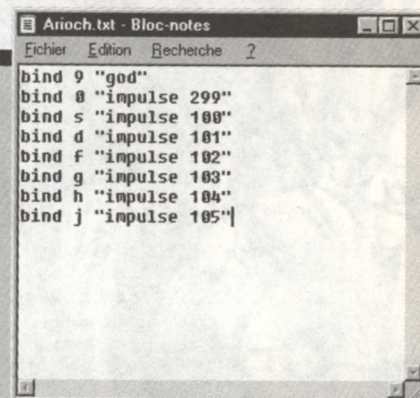 Arioch.txt - Bloc-notes
Fichier Edition Recherche ?
bind 9 "god"
bind 0 "impulse 299"
bind s "impulse 100"
bind d "impulse 101"
bind f "impulse 102"
bind g "impulse 103"
bind h "impulse 104"
bind j "impulse 105"